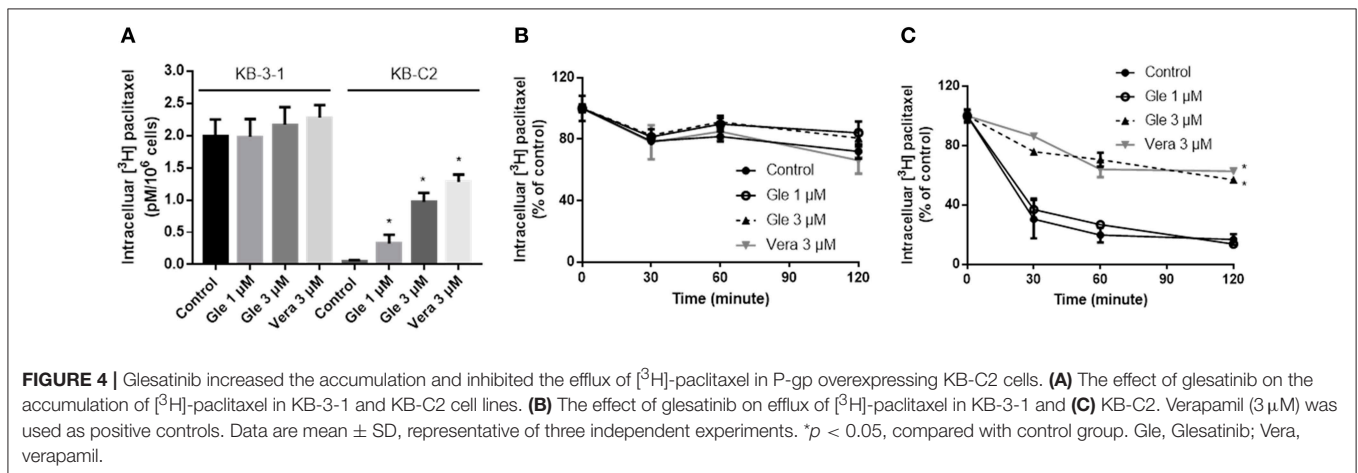 A
KB-3-1
KB-C2
Intracelluar [³H] paclitaxel
(pM/10⁶ cells)
3.0
2.5
2.0
1.5
1.0
0.5
0.0
*
*
*
Control
Gle 1 µM
Gle 3 µM
Vera 3 µM
Control
Gle 1 µM
Gle 3 µM
Vera 3 µM
B
Intracelluar [³H] paclitaxel
(% of control)
120
80
40
0
Control
Gle 1 µM
Gle 3 µM
Vera 3 µM
0
30
60
90
120
Time (minute)
C
Intracelluar [³H] paclitaxel
(% of control)
120
80
40
0
Control
Gle 1 µM
Gle 3 µM
Vera 3 µM
*
*
0
30
60
90
120
Time (minute)
FIGURE 4 | Glesatinib increased the accumulation and inhibited the efflux of [³H]-paclitaxel in P-gp overexpressing KB-C2 cells. (A) The effect of glesatinib on the
accumulation of [³H]-paclitaxel in KB-3-1 and KB-C2 cell lines. (B) The effect of glesatinib on efflux of [³H]-paclitaxel in KB-3-1 and (C) KB-C2. Verapamil (3 µM) was
used as positive controls. Data are mean ± SD, representative of three independent experiments. *p < 0.05, compared with control group. Gle, Glesatinib; Vera,
verapamil.